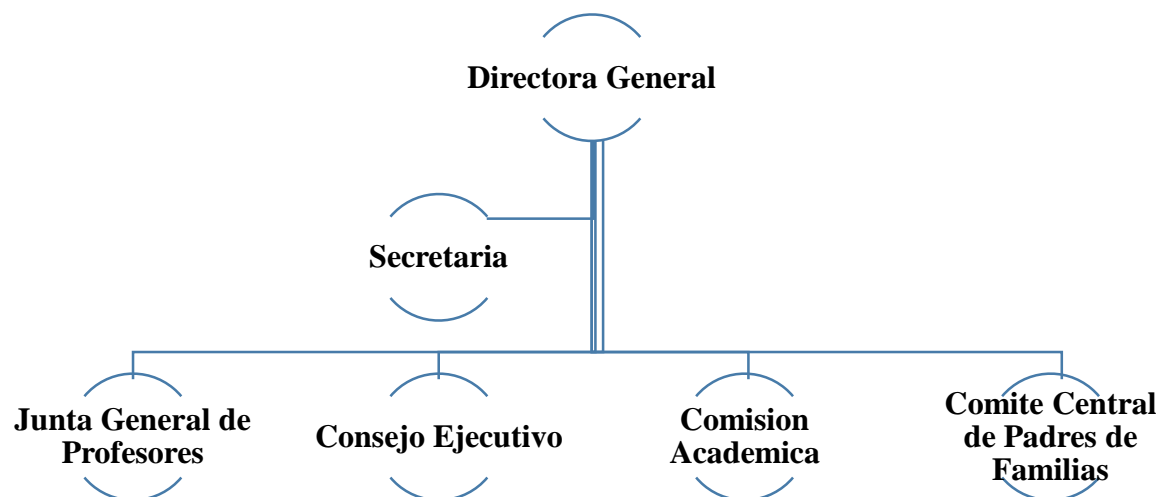 Directora General
Secretaria
Junta General de
Profesores
Consejo Ejecutivo
Comision
Academica
Comite Central
de Padres de
Familias